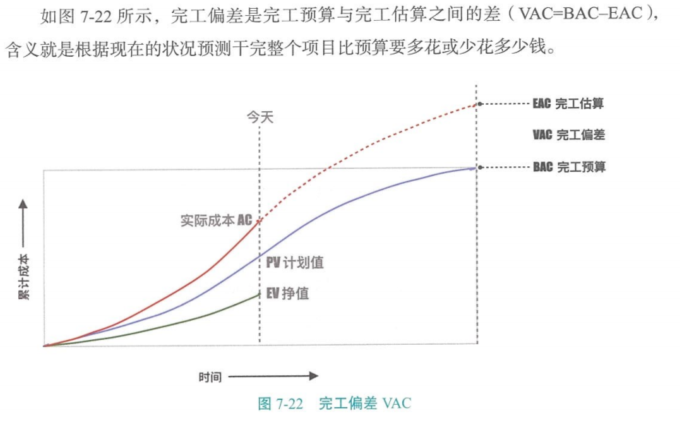 如图 7-22 所示，完工偏差是完工预算与完工估算之间的差（VAC=BAC–EAC），
含义就是根据现在的状况预测干完整个项目比预算要多花或少花多少钱。
EAC 完工估算
今天
VAC 完工偏差
BAC 完工预算
实际成本 AC
PV 计划值
EV 挣值
累计成本
时间
图 7-22 完工偏差 VAC